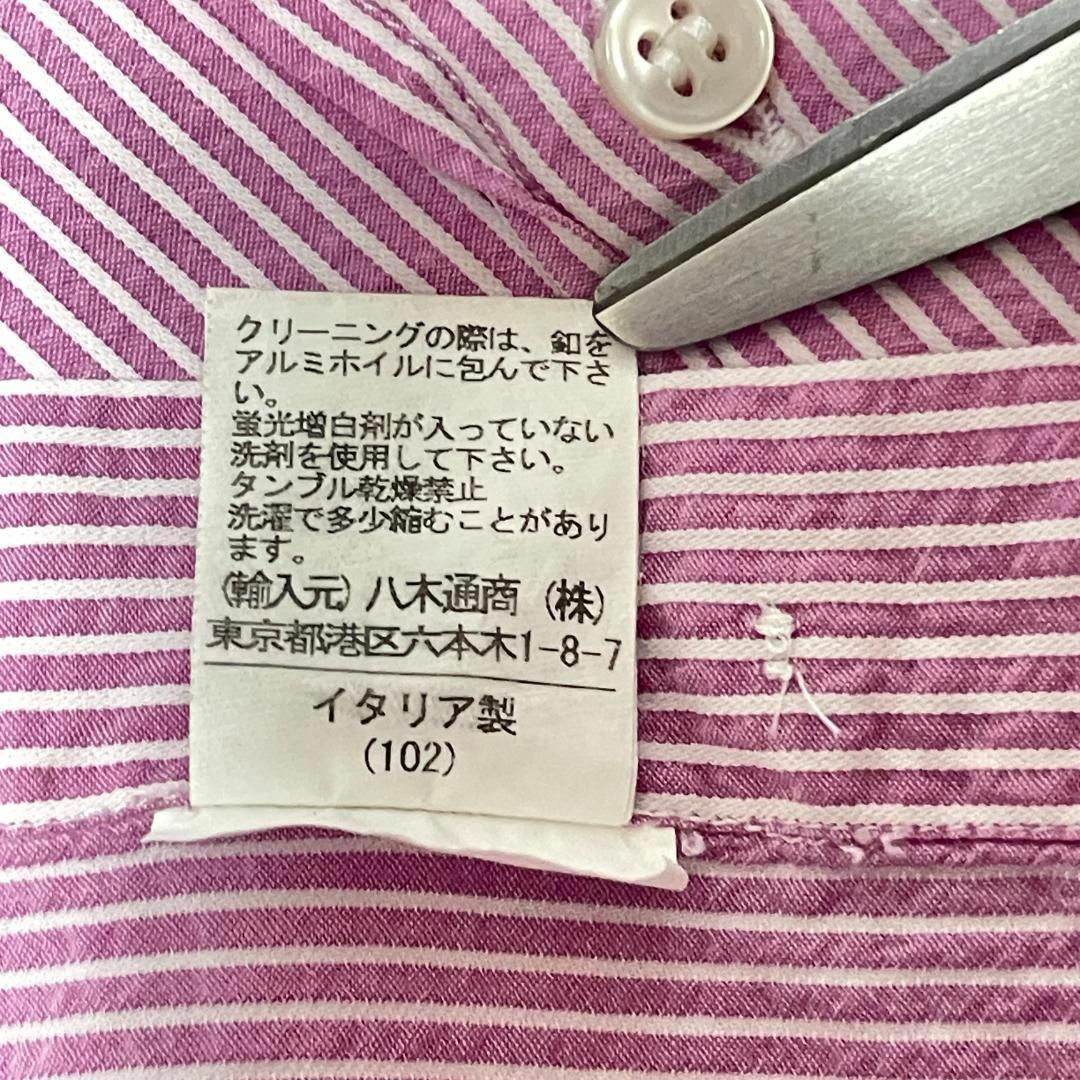 クリーニングの際は、釦を
アルミホイルに包んで下さ
い。
蛍光増白剤が入っていない
洗剤を使用して下さい。
タンブル乾燥禁止
洗濯で多少縮むことがあり
ます。
(輸入元) 八木通商 (株)
東京都港区六本木1-8-7
イタリア製
(102)